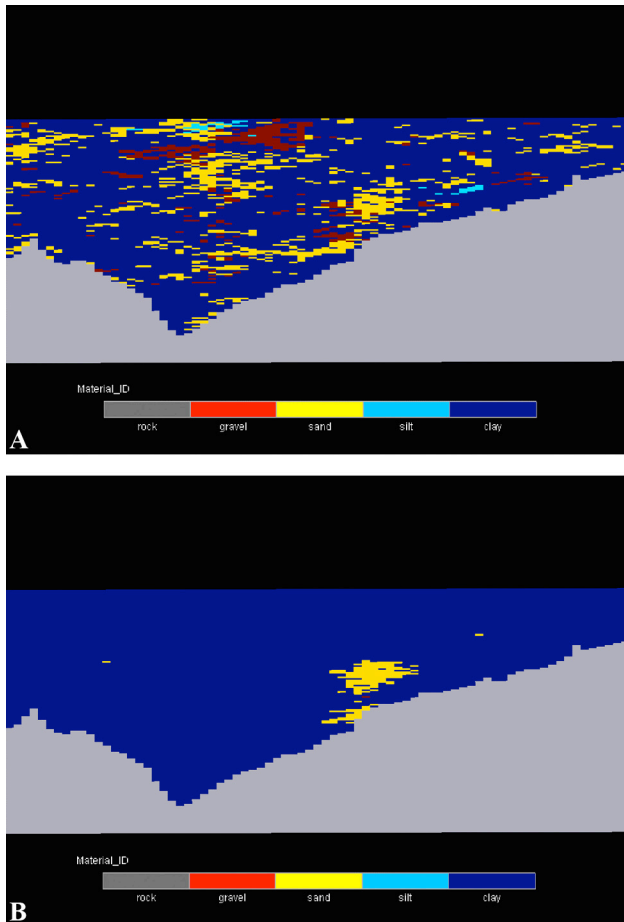 Material_ID
rock gravel sand silt clay
A
Material_ID
rock gravel sand silt clay
B